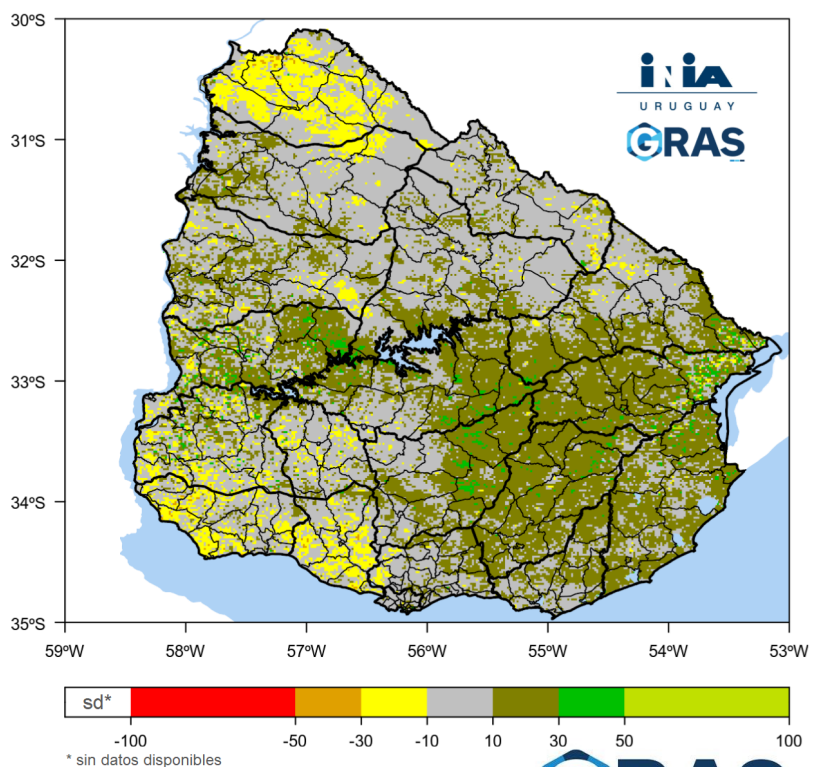 30ºS
31ºS
32ºS
33ºS
34ºS
35ºS
iNiA
URUGUAY
GRAS
59ºW 58ºW 57ºW 56ºW 55ºW 54ºW 53ºW
sd*
-100 -50 -30 -10 10 30 50 100
* sin datos disponibles
GRAS